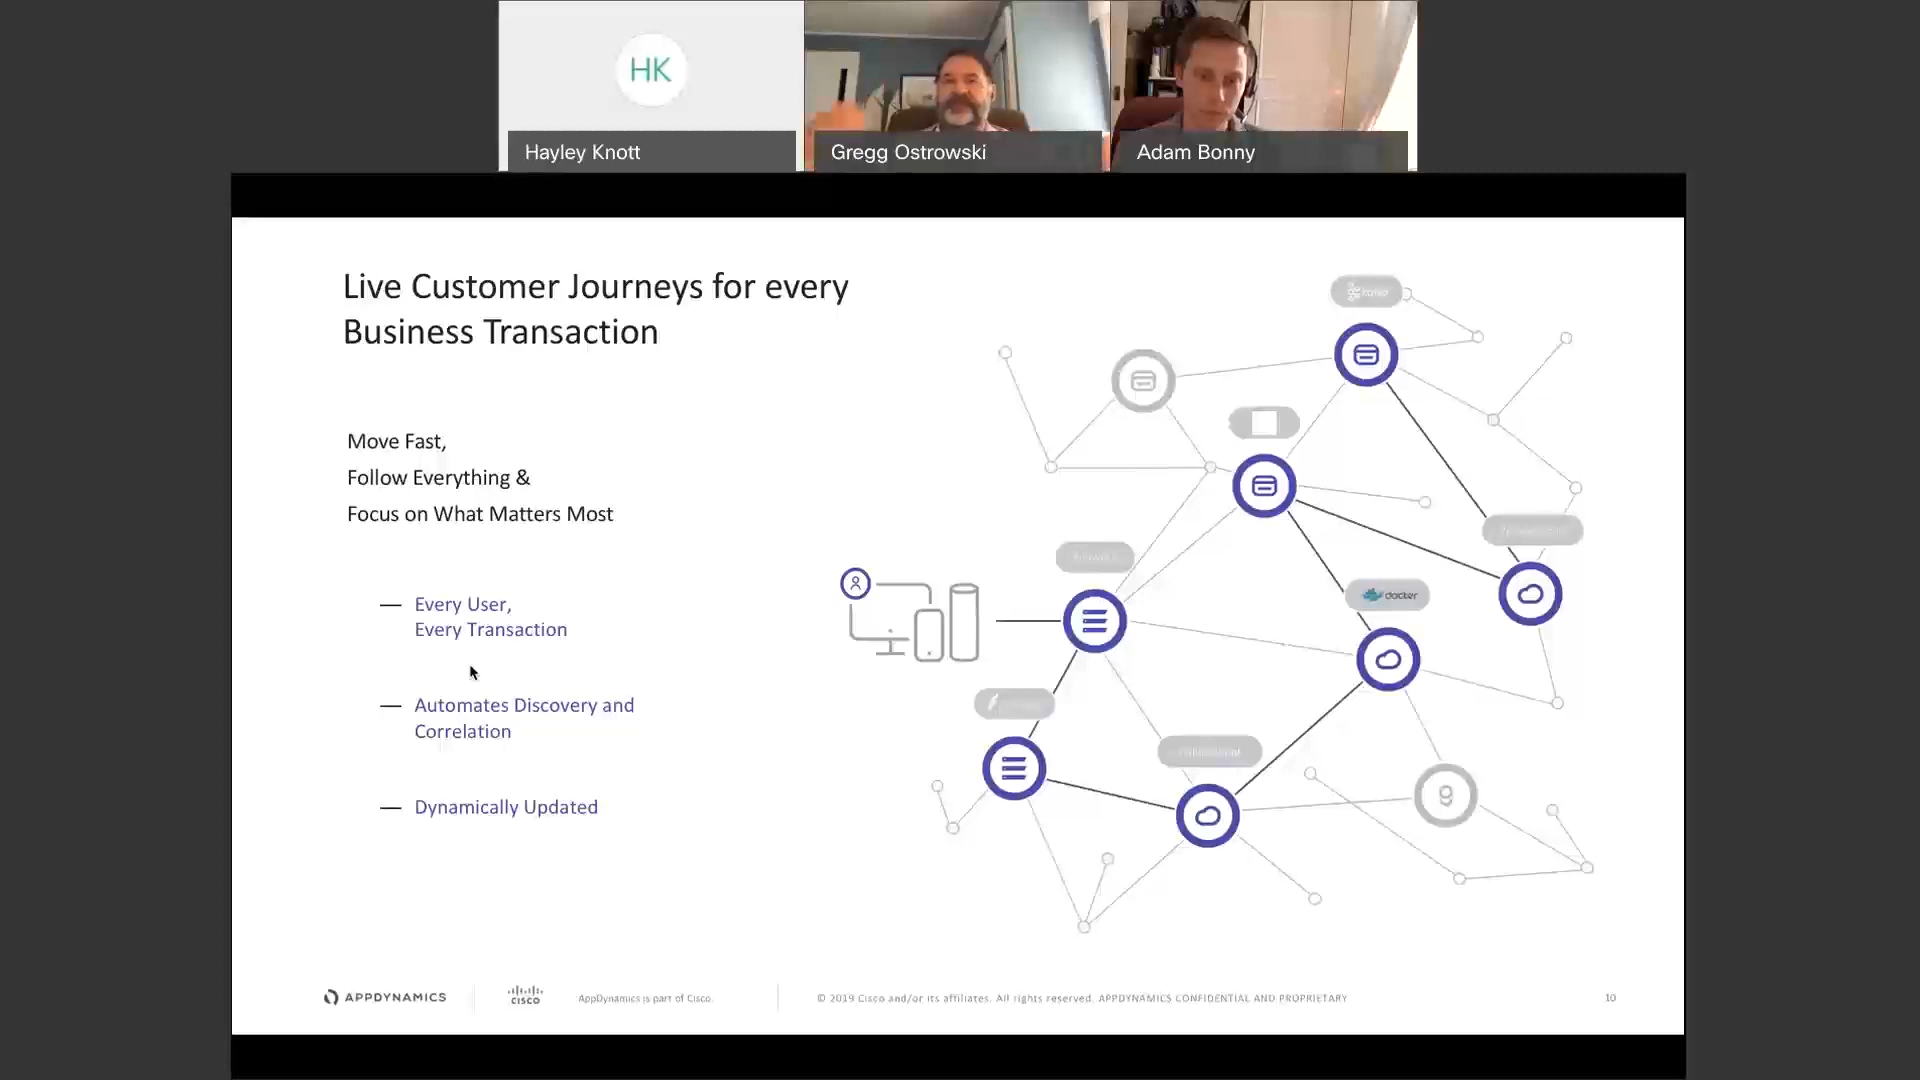 HK
Hayley Knott
Gregg Ostrowski
Adam Bonny
Live Customer Journeys for every
Business Transaction
Move Fast,
Follow Everything &
Focus on What Matters Most
— Every User,
Every Transaction
— Automates Discovery and
Correlation
— Dynamically Updated
kafka
docker
APPDYNAMICS
CISCO
AppDynamics is part of Cisco.
© 2019 Cisco and/or its affiliates. All rights reserved. APPDYNAMICS CONFIDENTIAL AND PROPRIETARY
10